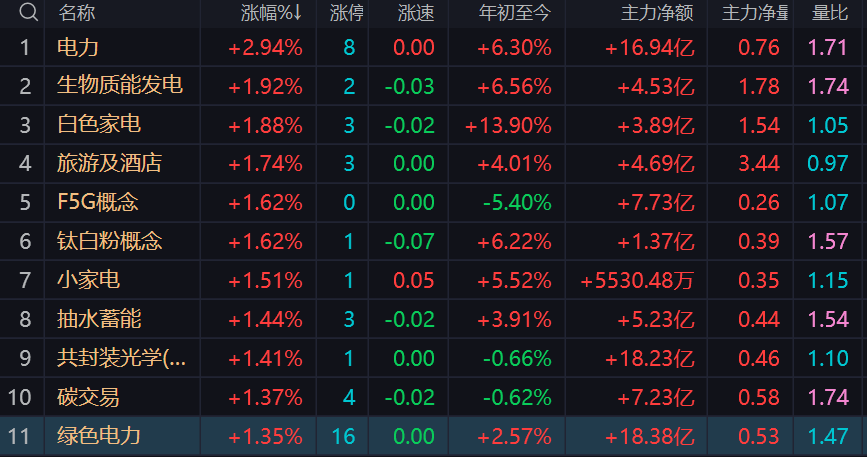 名称 涨幅%↓ 涨停 涨速 年初至今 主力净额 主力净量 量比
1 电力 +2.94% 8 0.00 +6.30% +16.94亿 0.76 1.71
2 生物质能发电 +1.92% 2 -0.03 +6.56% +4.53亿 1.78 1.74
3 白色家电 +1.88% 3 -0.02 +13.90% +3.89亿 1.54 1.05
4 旅游及酒店 +1.74% 3 0.00 +4.01% +4.69亿 3.44 0.97
5 F5G概念 +1.62% 0 0.00 -5.40% +7.73亿 0.26 1.07
6 钛白粉概念 +1.62% 1 -0.07 +6.22% +1.37亿 0.39 1.57
7 小家电 +1.51% 1 0.05 +5.52% +5530.48万 0.35 1.15
8 抽水蓄能 +1.44% 3 -0.02 +3.91% +5.23亿 0.44 1.54
9 共封装光学(... +1.41% 1 0.00 -0.66% +18.23亿 0.46 1.10
10 碳交易 +1.37% 4 -0.02 -0.62% +7.23亿 0.58 1.74
11 绿色电力 +1.35% 16 0.00 +2.57% +18.38亿 0.53 1.47